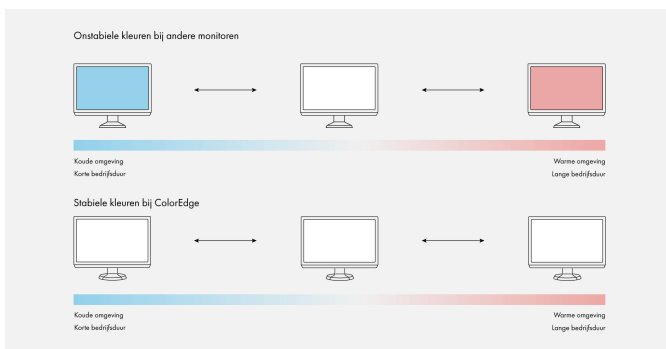 Onstabiele kleuren bij andere monitoren
Koude omgeving
Korte bedrijfsduur
Warme omgeving
Lange bedrijfsduur
Stabiele kleuren bij ColorEdge
Koude omgeving
Korte bedrijfsduur
Warme omgeving
Lange bedrijfsduur